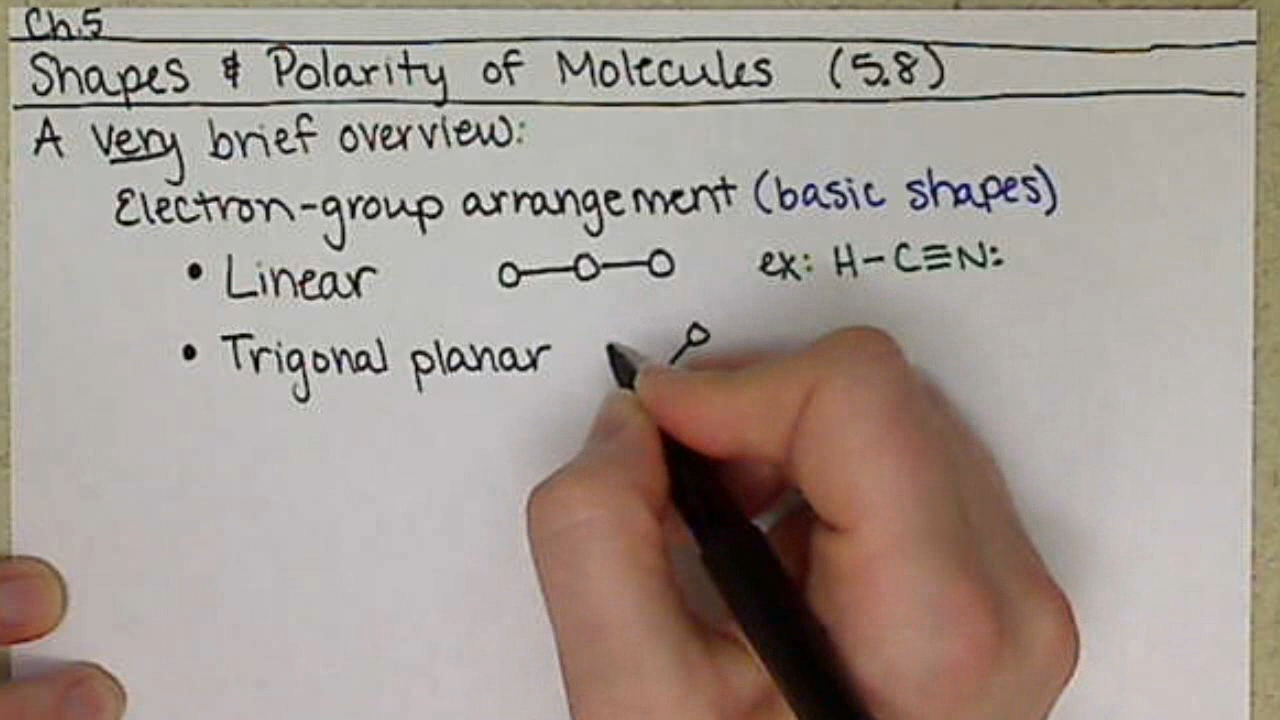 Ch.5
Shapes & Polarity of Molecules (5.8)
A very brief overview:
Electron-group arrangement (basic shapes)
• Linear ex: H-C≡N:
• Trigonal planar